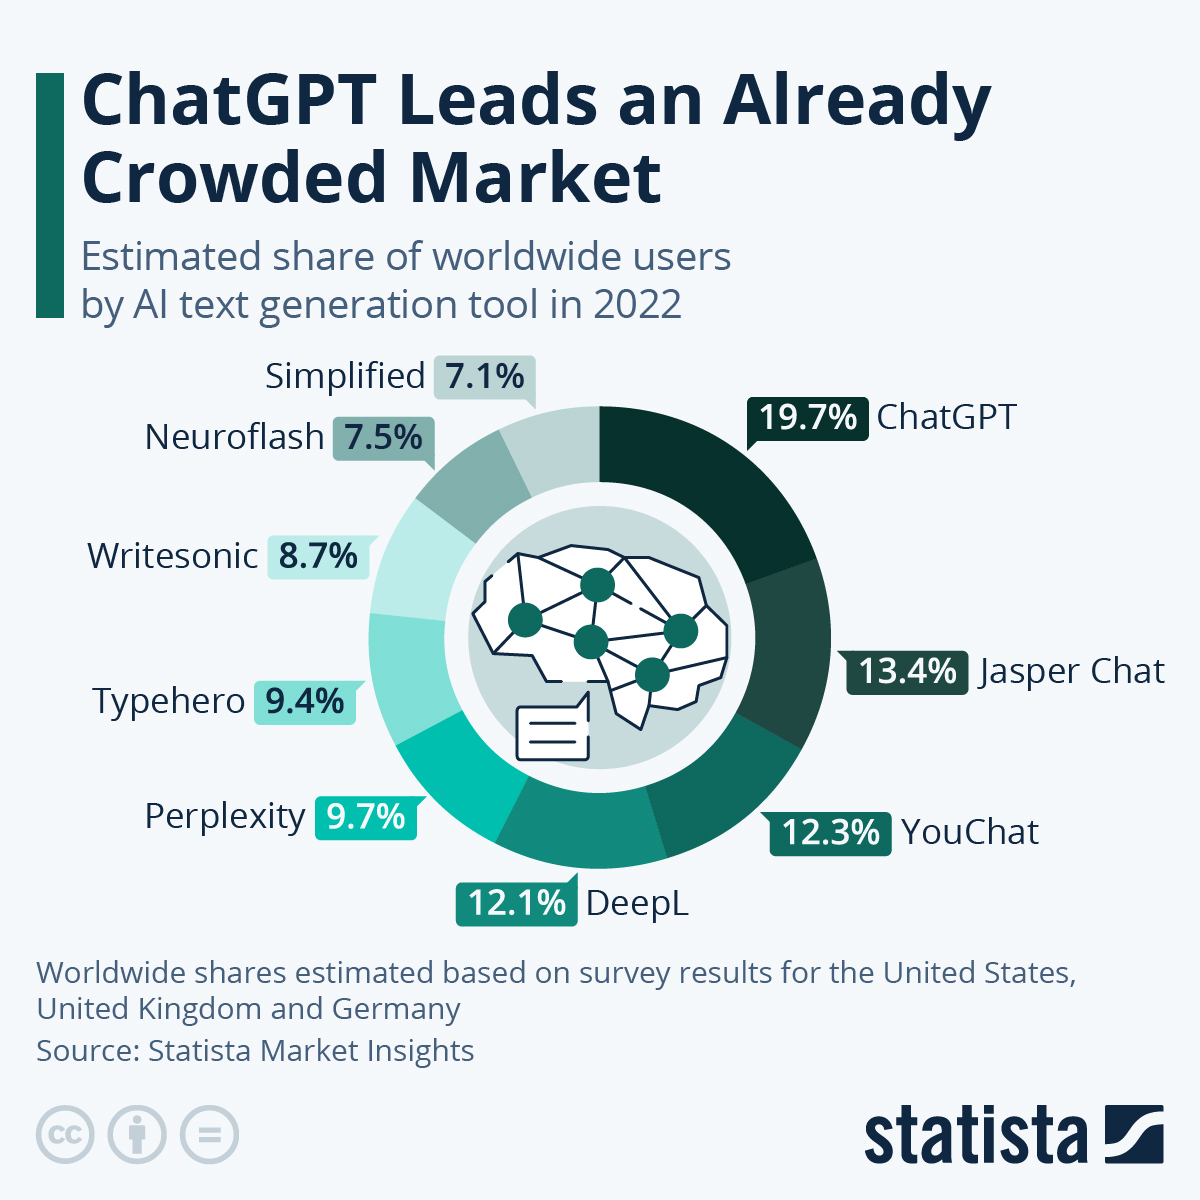 ChatGPT Leads an Already
Crowded Market
Estimated share of worldwide users
by AI text generation tool in 2022
Simplified 7.1%
19.7% ChatGPT
Neuroflash 7.5%
Writesonic 8.7%
13.4% Jasper Chat
Typehero 9.4%
Perplexity 9.7%
12.3% YouChat
12.1% DeepL
Worldwide shares estimated based on survey results for the United States,
United Kingdom and Germany
Source: Statista Market Insights
cc
statista